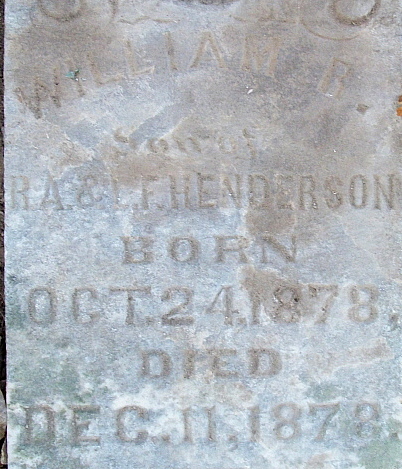 WILLIAM B
Son of
R.A. & L.F. HENDERSON
BORN
OCT. 24, 1878.
DIED
DEC. 11, 1878.